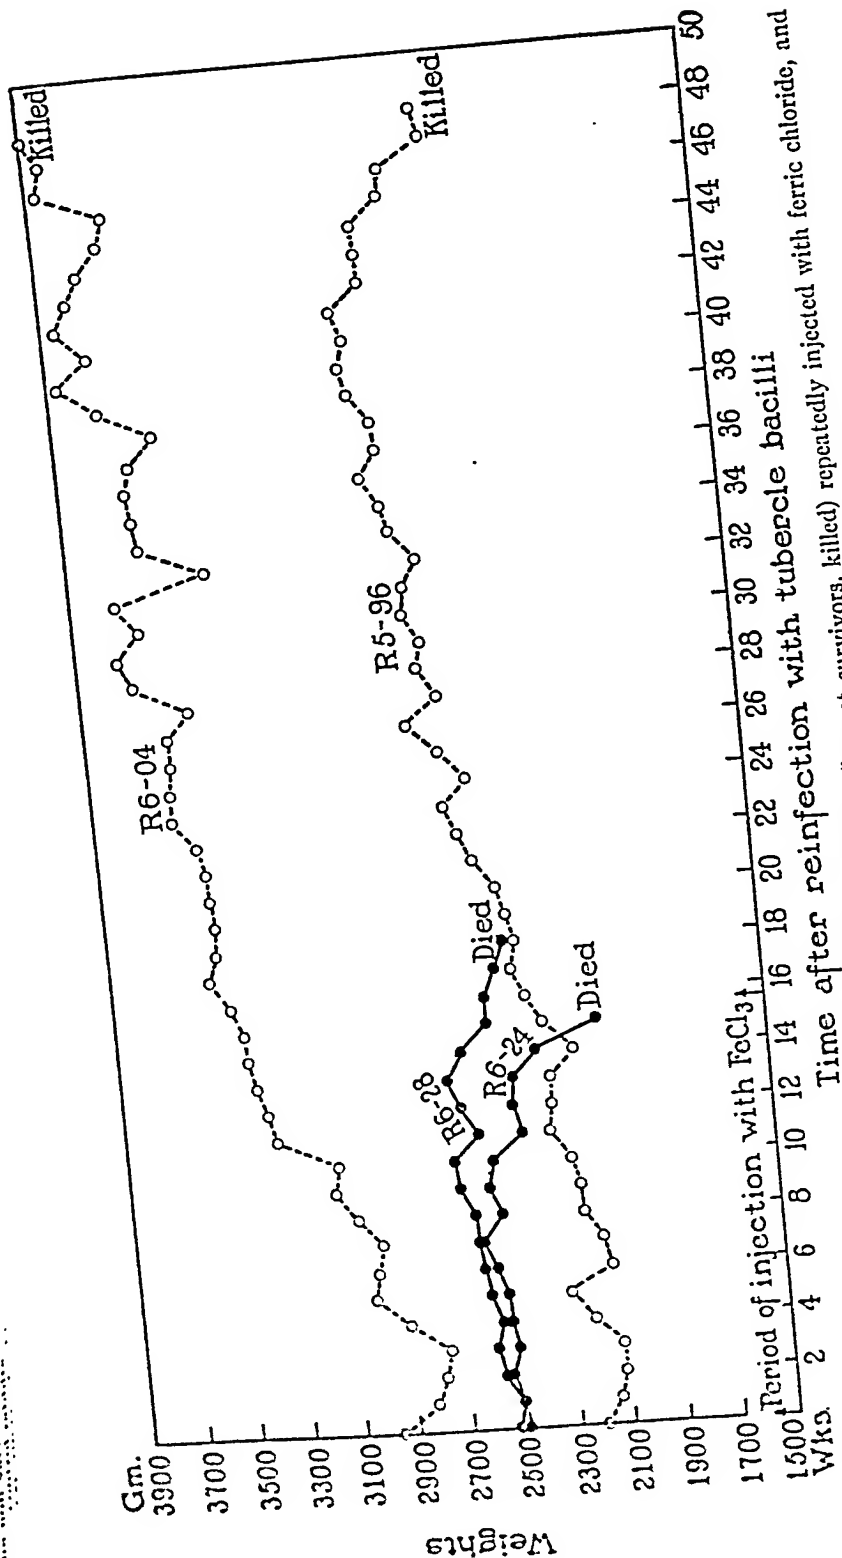 Gm.
3900
3700
3500
3300
3100
2900
2700
2500
2300
2100
1900
1700
1500
Weights
R6-04
Killed
R5-96
Killed
R6-28
Died
R6-24
Died
Period of injection with FeCl3
Wks.
2 4 6 8 10 12 14 16 18 20 22 24 26 28 30 32 34 36 38 40 42 44 46 48 50
Time after reinfection with tubercle bacilli
survivors, killed) repeatedly injected with ferric chloride, and